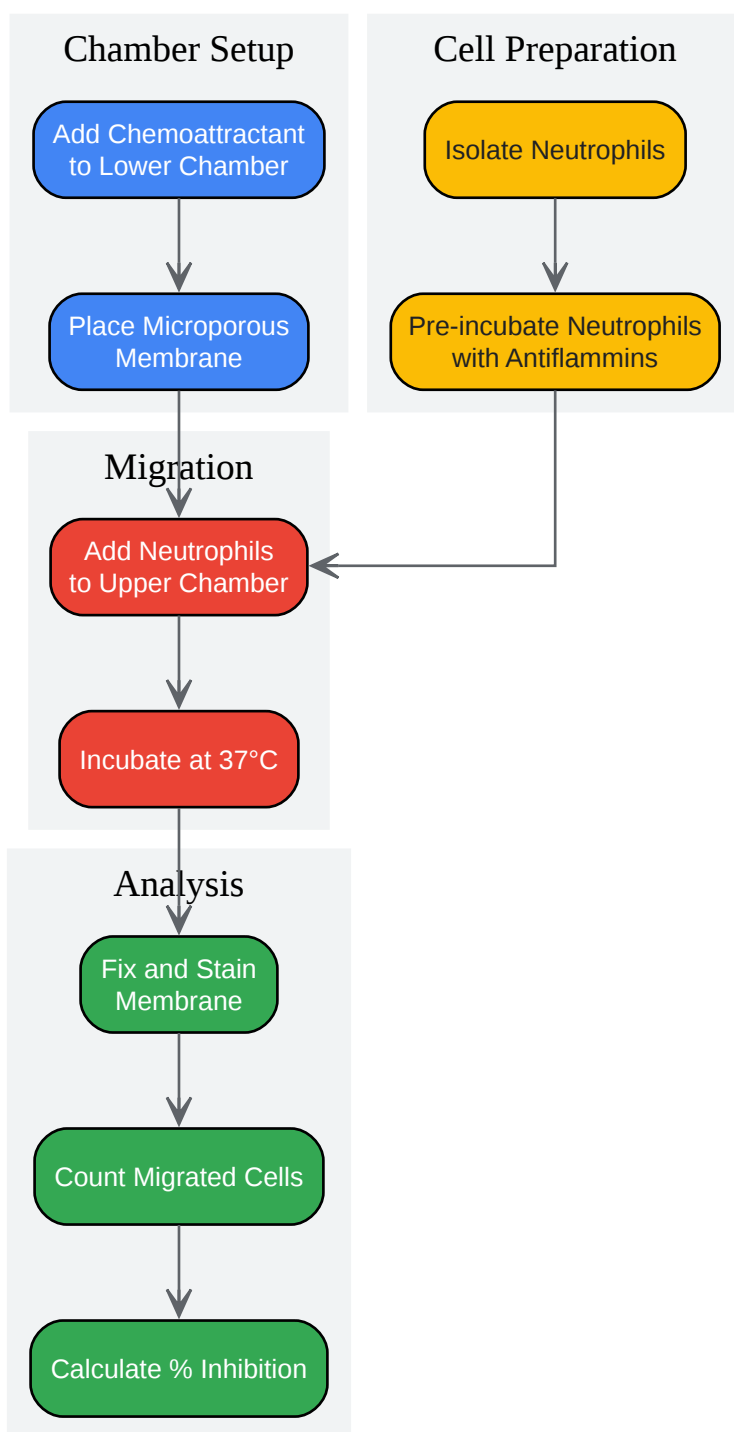 Chamber Setup
Add Chemoattractant
to Lower Chamber
Place Microporous
Membrane
Cell Preparation
Isolate Neutrophils
Pre-incubate Neutrophils
with Antiflammins
Migration
Add Neutrophils
to Upper Chamber
Incubate at 37°C
Analysis
Fix and Stain
Membrane
Count Migrated Cells
Calculate % Inhibition